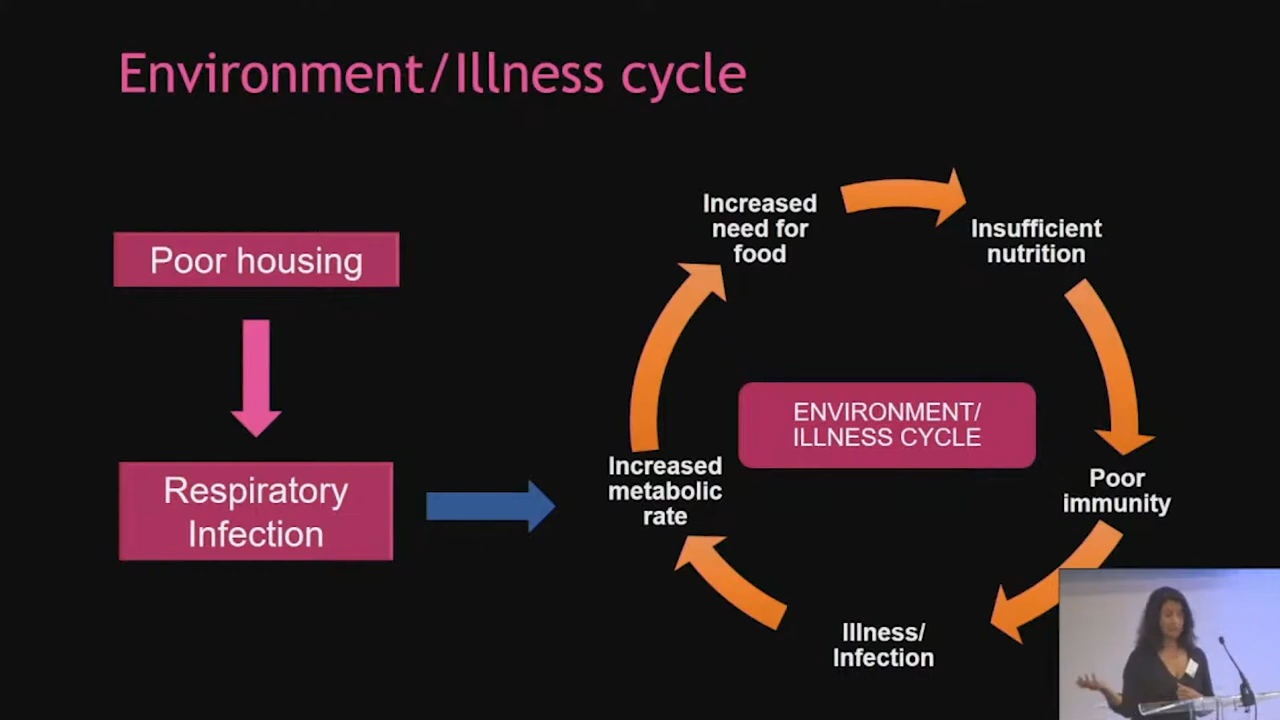 Environment/Illness cycle
Poor housing
Respiratory
Infection
Increased
need for
food
Insufficient
nutrition
ENVIRONMENT/
ILLNESS CYCLE
Increased
metabolic
rate
Poor
immunity
Illness/
Infection